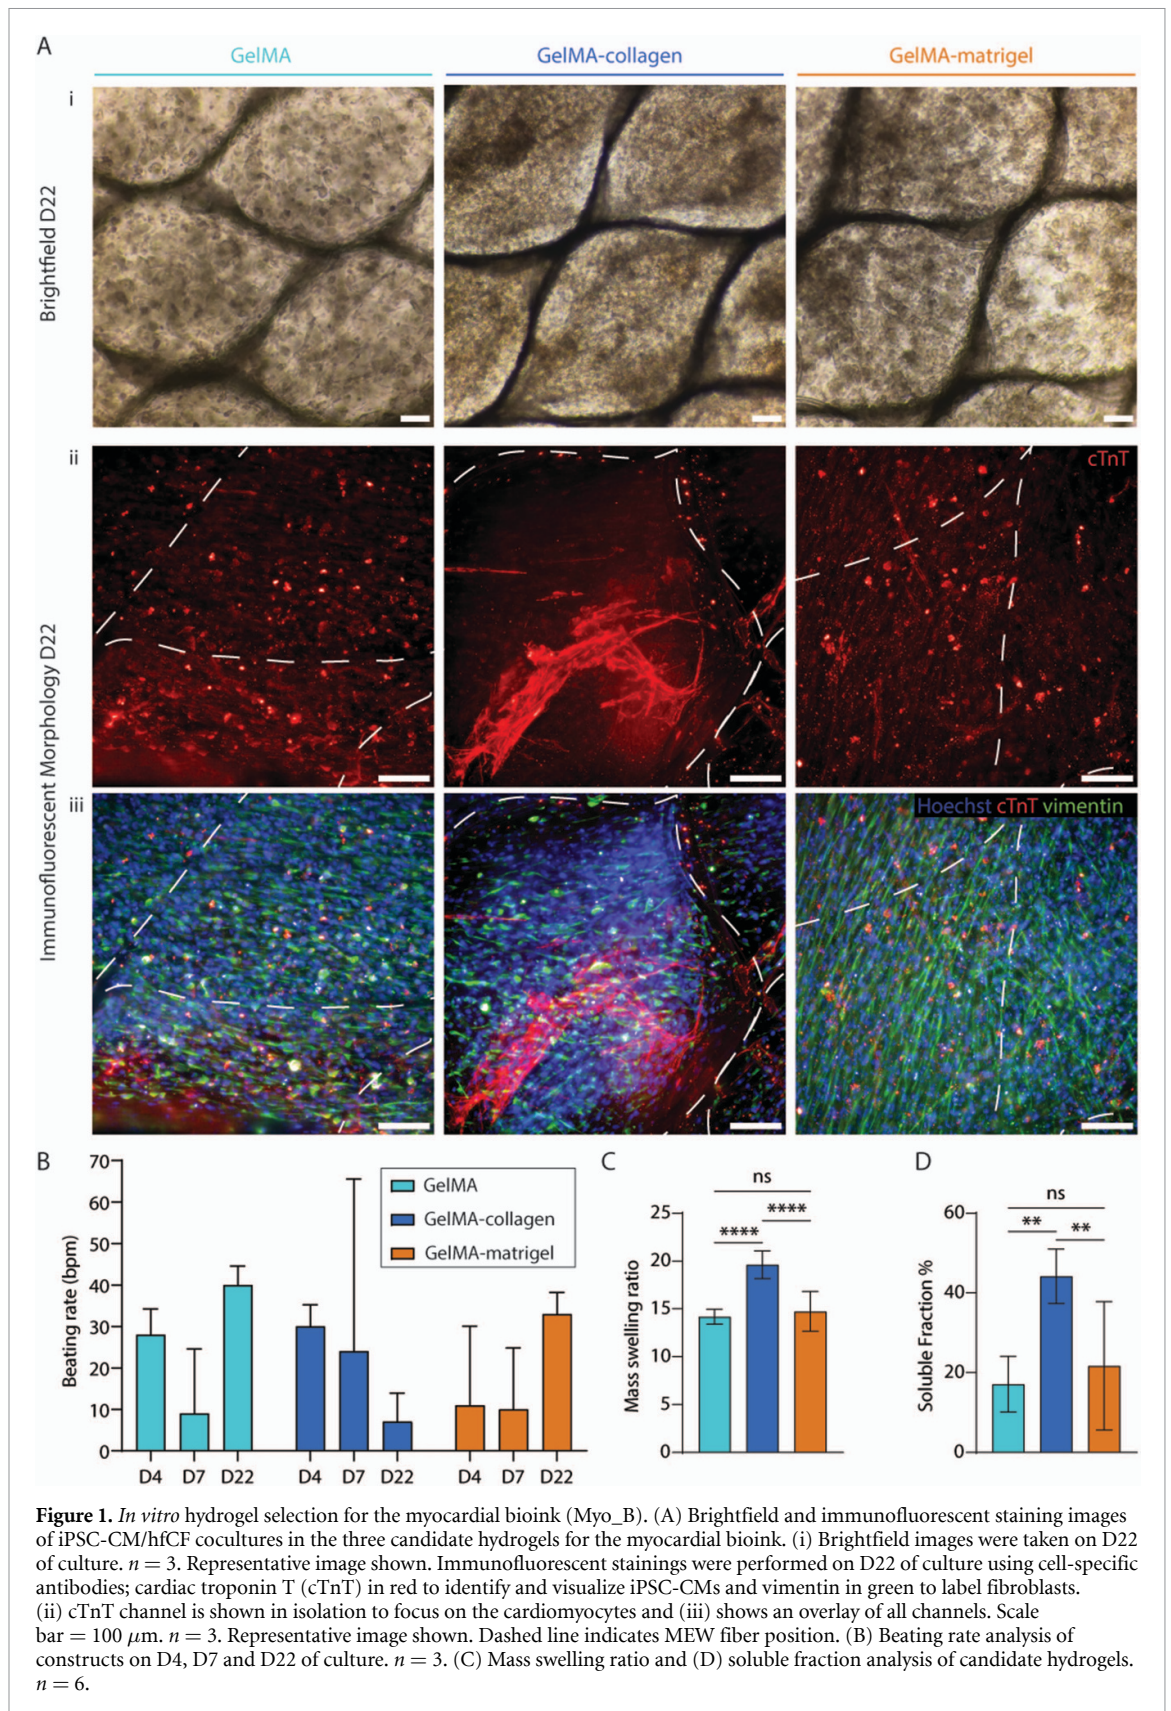 A
GelMA
GelMA-collagen
GelMA-matrigel
i
Brightfield D22
ii
cTnT
Immunofluorescent Morphology D22
iii
Hoechst cTnT vimentin
B
Beating rate (bpm)
70
60
50
40
30
20
10
0
GelMA
GelMA-collagen
GelMA-matrigel
D4 D7 D22 D4 D7 D22 D4 D7 D22
C
Mass swelling ratio
ns
**** ****
25
20
15
10
5
0
D
Soluble Fraction %
ns
** **
60
40
20
0
Figure 1. In vitro hydrogel selection for the myocardial bioink (Myo_B). (A) Brightfield and immunofluorescent staining images
of iPSC-CM/hfCF cocultures in the three candidate hydrogels for the myocardial bioink. (i) Brightfield images were taken on D22
of culture. n = 3. Representative image shown. Immunofluorescent stainings were performed on D22 of culture using cell-specific
antibodies; cardiac troponin T (cTnT) in red to identify and visualize iPSC-CMs and vimentin in green to label fibroblasts.
(ii) cTnT channel is shown in isolation to focus on the cardiomyocytes and (iii) shows an overlay of all channels. Scale
bar = 100 μm. n = 3. Representative image shown. Dashed line indicates MEW fiber position. (B) Beating rate analysis of
constructs on D4, D7 and D22 of culture. n = 3. (C) Mass swelling ratio and (D) soluble fraction analysis of candidate hydrogels.
n = 6.